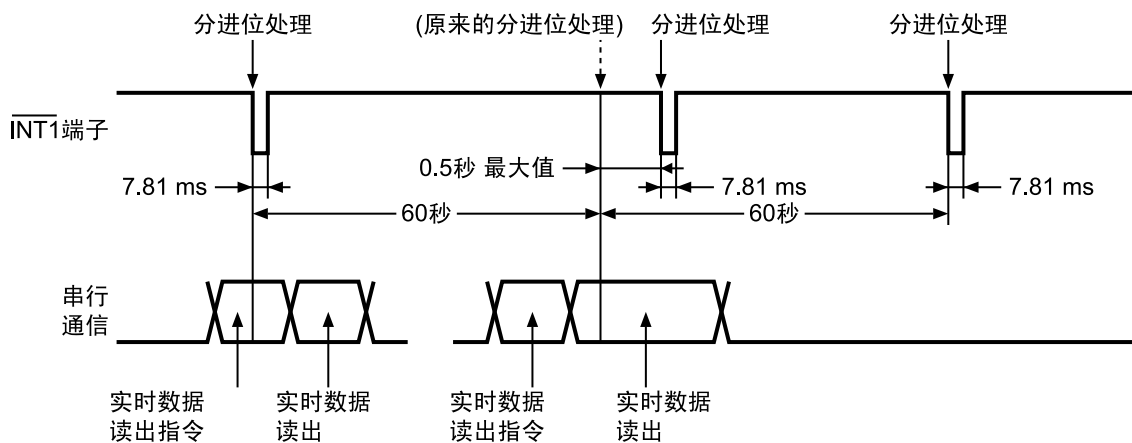 分进位处理
(原来的分进位处理)
分进位处理
分进位处理
INT1端子
0.5秒 最大值
7.81 ms
7.81 ms
7.81 ms
60秒
60秒
串行
通信
实时数据
读出指令
实时数据
读出
实时数据
读出指令
实时数据
读出